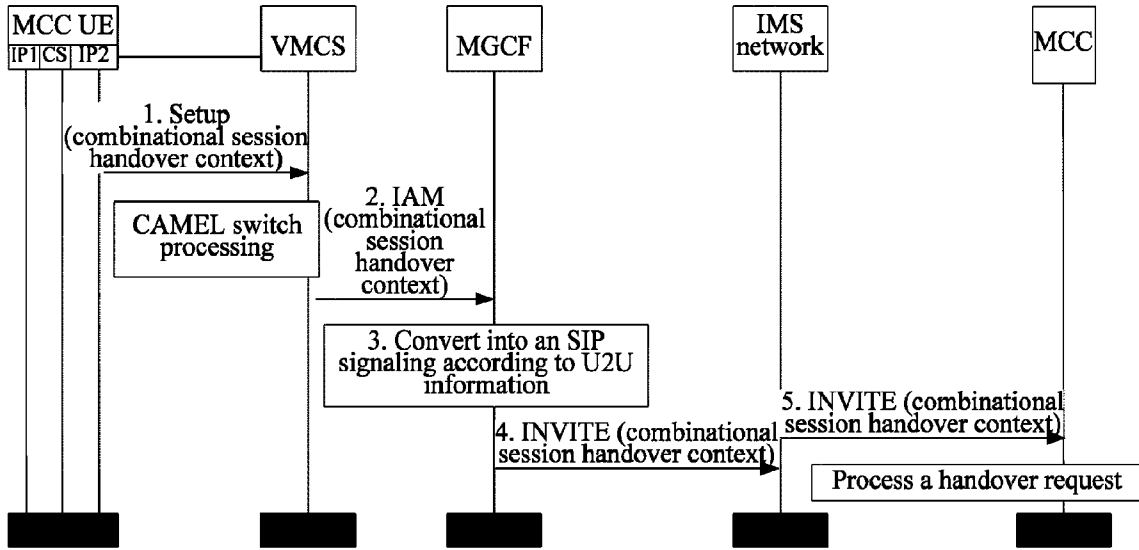 MCC UE
IP1 CS IP2
VMCS
MGCF
IMS
network
MCC
1. Setup
(combinational session
handover context)
CAMEL switch
processing
2. IAM
(combinational
session
handover
context)
3. Convert into an SIP
signaling according to U2U
information
4. INVITE (combinational
session handover context)
5. INVITE (combinational
session handover context)
Process a handover request